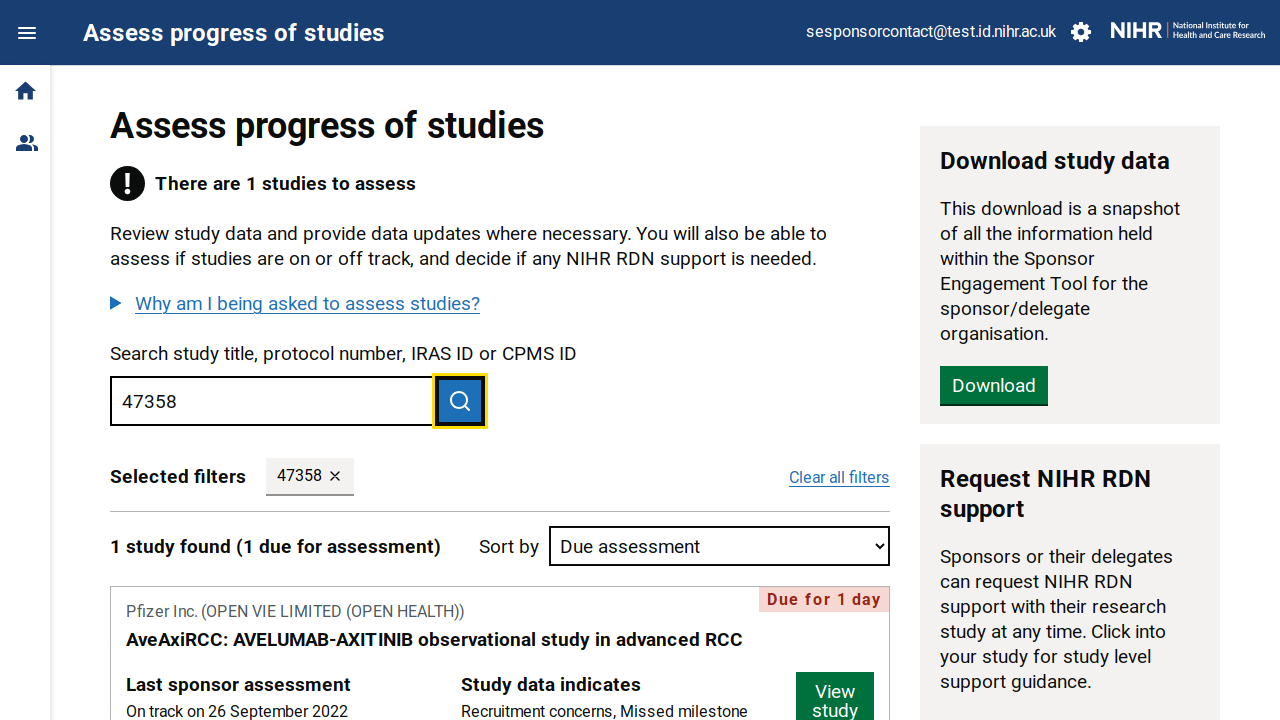 Assess progress of studies
sesponsorcontact@test.id.nihr.ac.uk
NIHR | National Institute for
Health and Care Research
Assess progress of studies
There are 1 studies to assess
Review study data and provide data updates where necessary. You will also be able to
assess if studies are on or off track, and decide if any NIHR RDN support is needed.
Why am I being asked to assess studies?
Search study title, protocol number, IRAS ID or CPMS ID
47358
Selected filters
47358
Clear all filters
1 study found (1 due for assessment)
Sort by
Due assessment
Due for 1 day
Pfizer Inc. (OPEN VIE LIMITED (OPEN HEALTH))
AveAxiRCC: AVELUMAB-AXITINIB observational study in advanced RCC
Last sponsor assessment
On track on 26 September 2022
Study data indicates
Recruitment concerns, Missed milestone
View
study
Download study data
This download is a snapshot
of all the information held
within the Sponsor
Engagement Tool for the
sponsor/delegate
organisation.
Download
Request NIHR RDN
support
Sponsors or their delegates
can request NIHR RDN
support with their research
study at any time. Click into
your study for study level
support guidance.